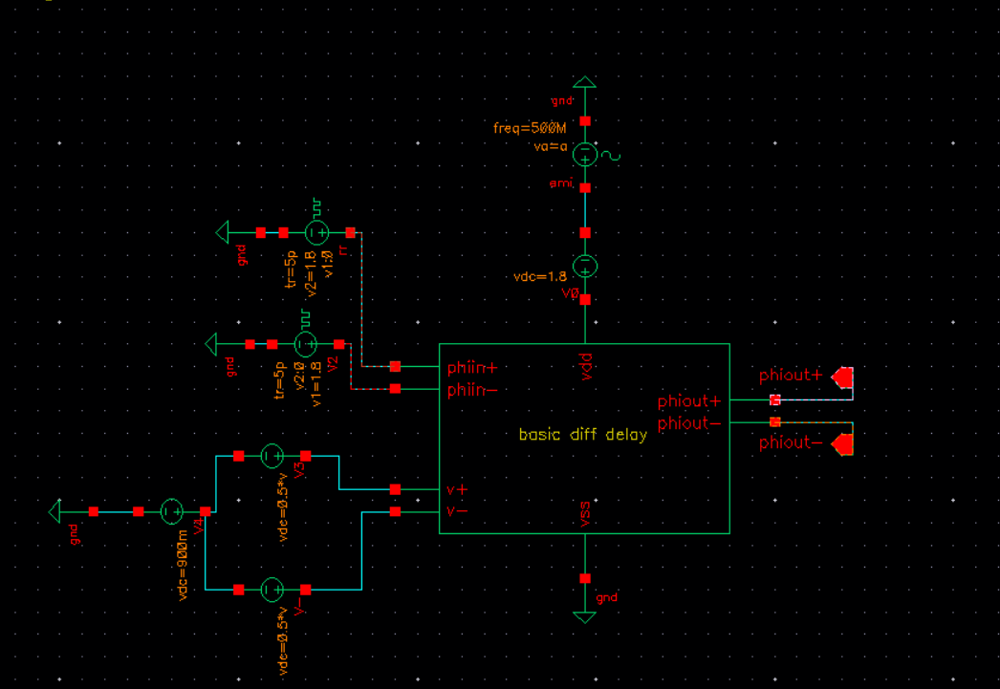 gnd
freq=500M
va=a
emi
vdc=1.8
V0
gnd
tr=5p
v2=1.8
v1:0
rr
gnd
tr=5p
v2:0
v1=1.8
V2
phiin+
phiin-
vdd
phiout+
phiout-
basic diff delay
phiout+
phiout-
V3
vdc=0.5*v
v+
v-
vss
gnd
V4
vdc=900m
gnd
vdc=0.5*v